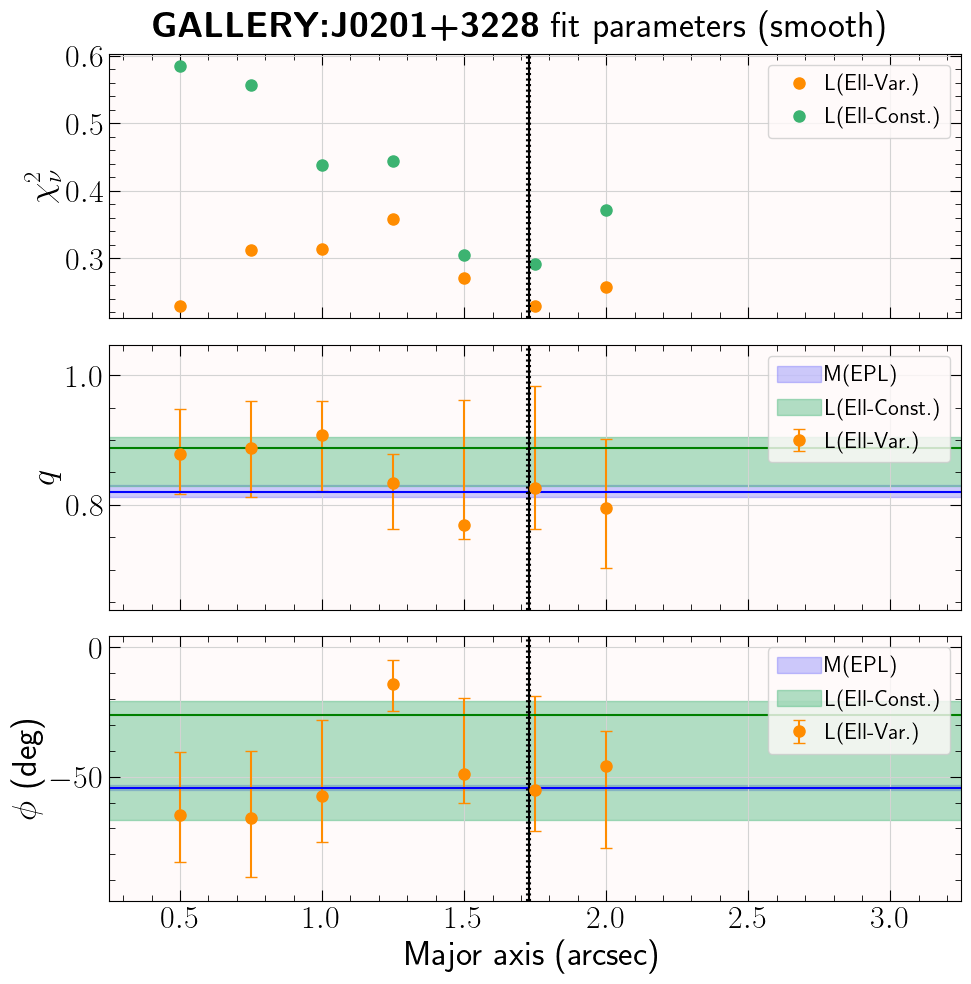 GALLERY:J0201+3228 fit parameters (smooth)
0.6
0.5
0.4
0.3
χ²ᵥ
L(Ell-Var.)
L(Ell-Const.)
1.0
0.8
q
M(EPL)
L(Ell-Const.)
L(Ell-Var.)
0
−50
ϕ (deg)
M(EPL)
L(Ell-Const.)
L(Ell-Var.)
0.5 1.0 1.5 2.0 2.5 3.0
Major axis (arcsec)